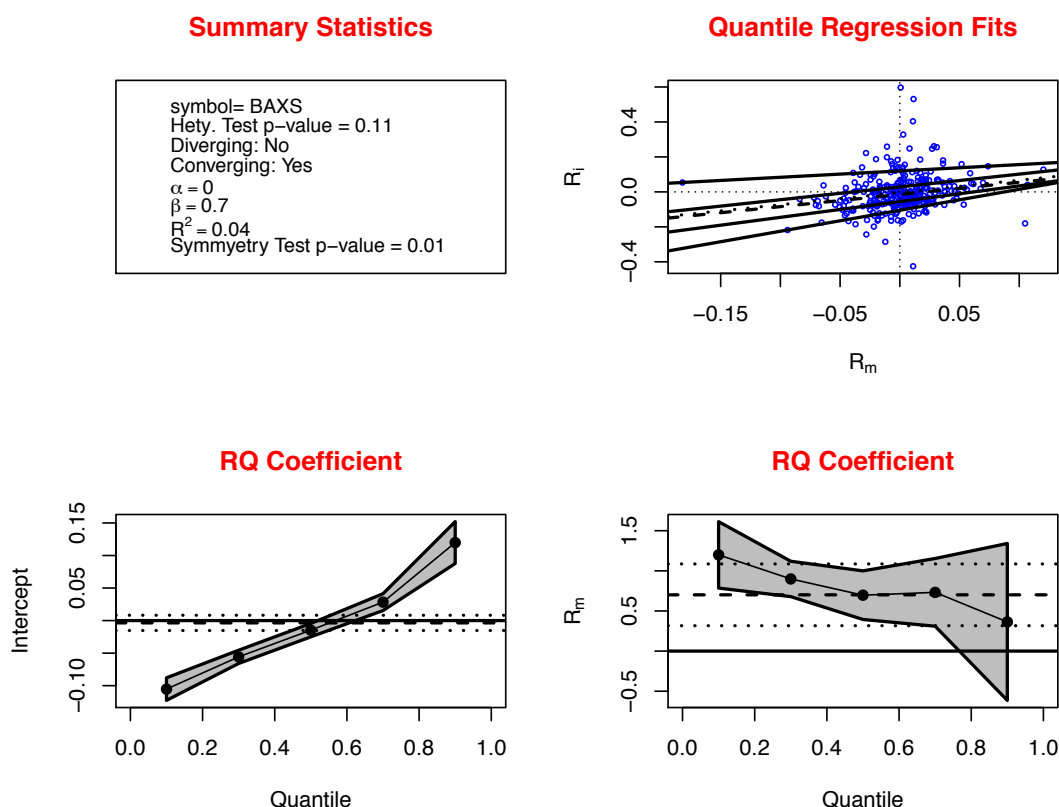 Summary Statistics
symbol= BAXS
Hety. Test p-value = 0.11
Diverging: No
Converging: Yes
α = 0
β = 0.7
R² = 0.04
Symmyetry Test p-value = 0.01
Quantile Regression Fits
R_i
0.4
0.0
−0.4
−0.15 −0.05 0.05
R_m
RQ Coefficient
Intercept
0.15
0.05
−0.10
0.0 0.2 0.4 0.6 0.8 1.0
Quantile
RQ Coefficient
R_m
1.5
0.5
−0.5
0.0 0.2 0.4 0.6 0.8 1.0
Quantile